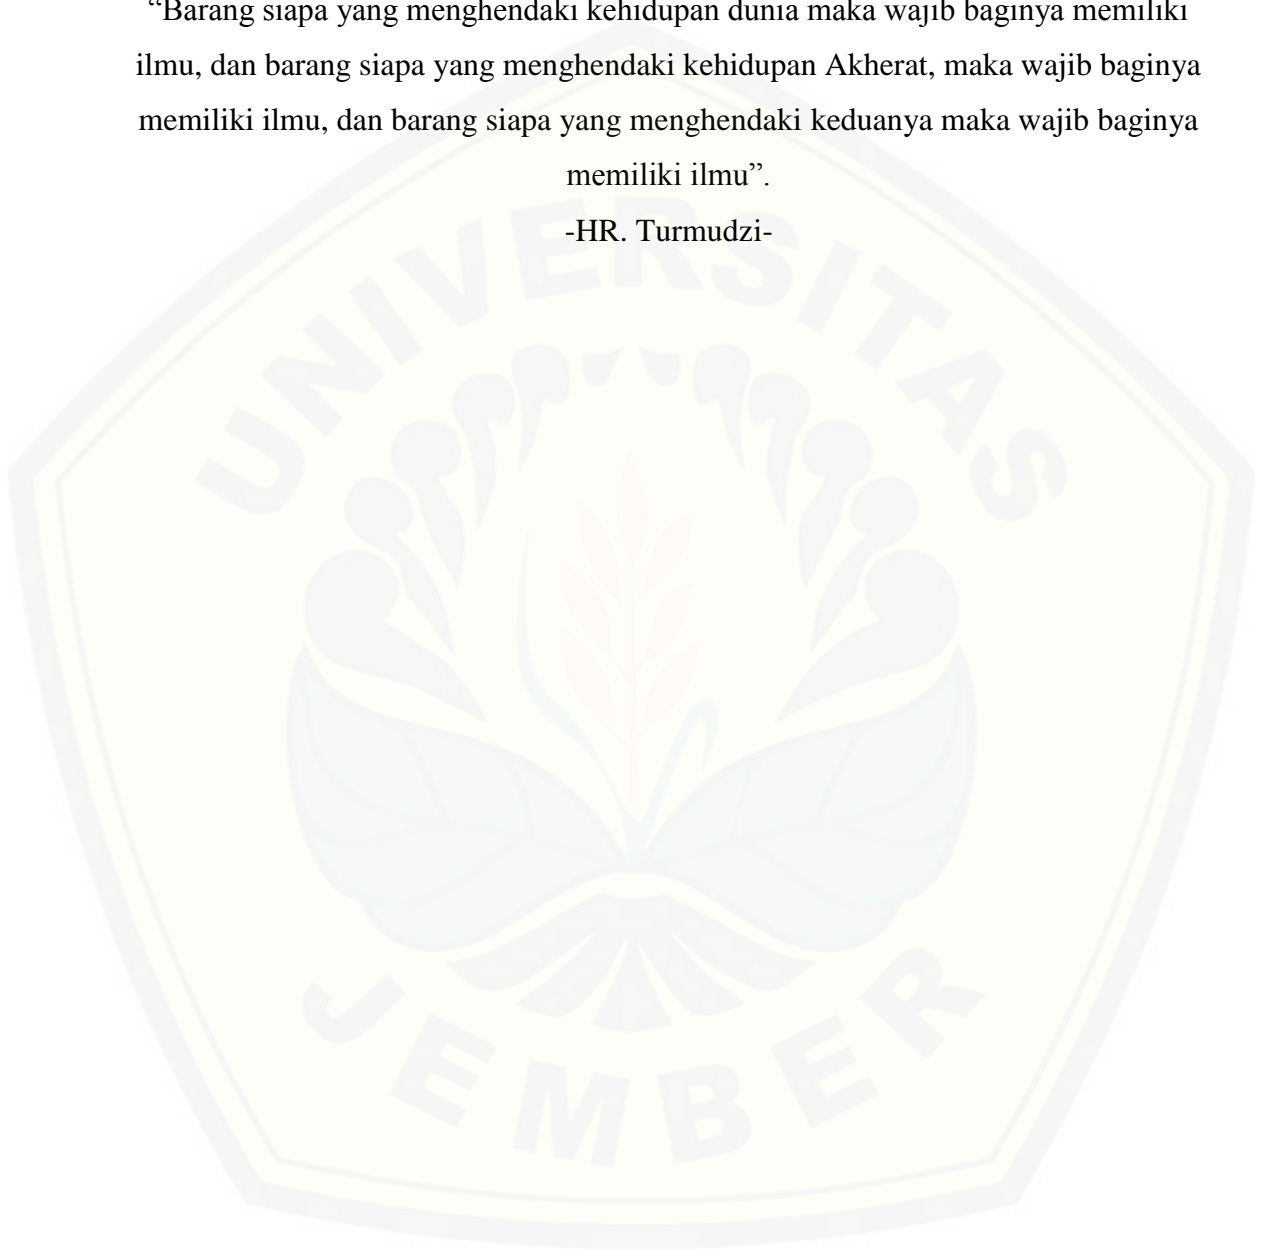 “Barang siapa yang menghendaki kehidupan dunia maka wajib baginya memiliki
ilmu, dan barang siapa yang menghendaki kehidupan Akherat, maka wajib baginya
memiliki ilmu, dan barang siapa yang menghendaki keduanya maka wajib baginya
memiliki ilmu”.
-HR. Turmudzi-
UNIVERSITAS
JEMBER